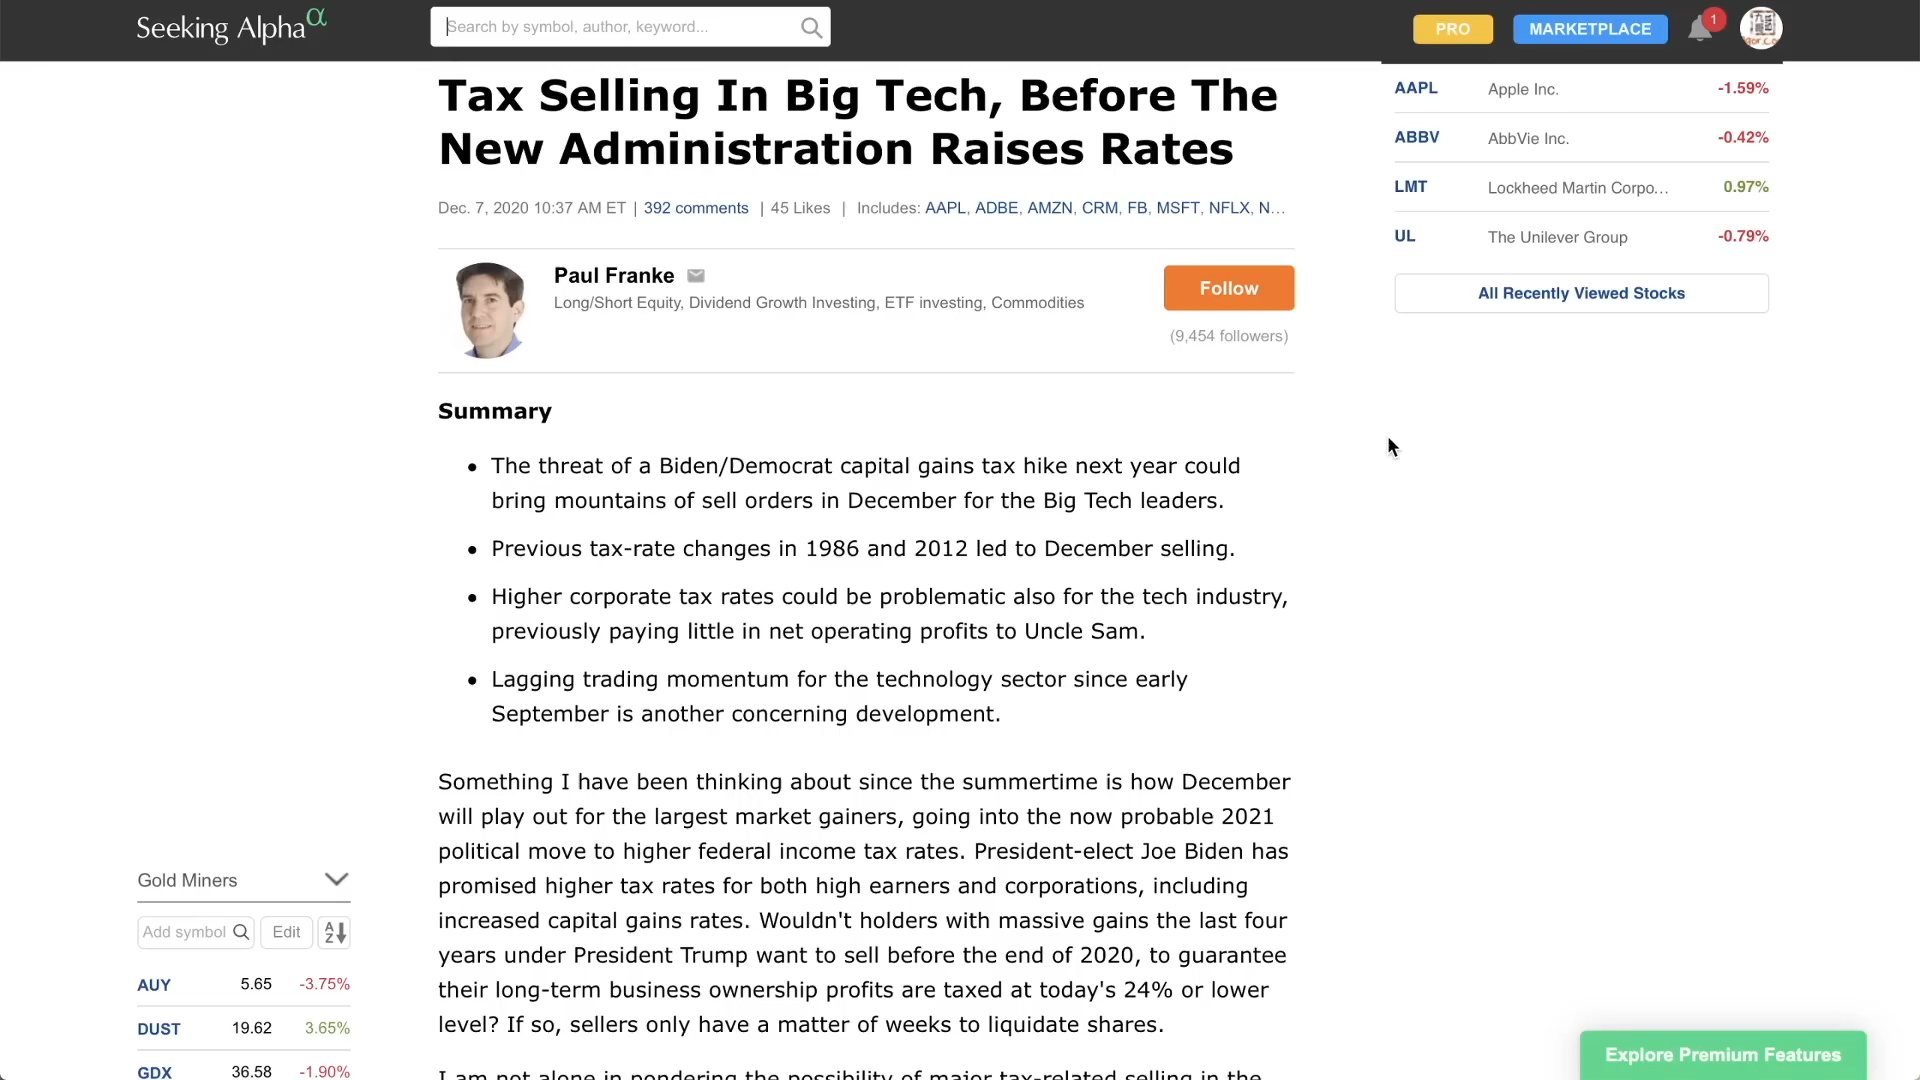 Seeking Alpha α
Search by symbol, author, keyword...
PRO
MARKETPLACE
1
Tax Selling In Big Tech, Before The
New Administration Raises Rates
Dec. 7, 2020 10:37 AM ET | 392 comments | 45 Likes | Includes: AAPL, ADBE, AMZN, CRM, FB, MSFT, NFLX, N...
Paul Franke
Long/Short Equity, Dividend Growth Investing, ETF investing, Commodities
Follow
(9,454 followers)
Summary
• The threat of a Biden/Democrat capital gains tax hike next year could
bring mountains of sell orders in December for the Big Tech leaders.
• Previous tax-rate changes in 1986 and 2012 led to December selling.
• Higher corporate tax rates could be problematic also for the tech industry,
previously paying little in net operating profits to Uncle Sam.
• Lagging trading momentum for the technology sector since early
September is another concerning development.
Something I have been thinking about since the summertime is how December
will play out for the largest market gainers, going into the now probable 2021
political move to higher federal income tax rates. President-elect Joe Biden has
promised higher tax rates for both high earners and corporations, including
increased capital gains rates. Wouldn't holders with massive gains the last four
years under President Trump want to sell before the end of 2020, to guarantee
their long-term business ownership profits are taxed at today's 24% or lower
level? If so, sellers only have a matter of weeks to liquidate shares.
I am not alone in pondering the possibility of major tax-related selling in the
AAPL Apple Inc. -1.59%
ABBV AbbVie Inc. -0.42%
LMT Lockheed Martin Corpo... 0.97%
UL The Unilever Group -0.79%
All Recently Viewed Stocks
Gold Miners
Add symbol
Edit
A
Z
AUY 5.65 -3.75%
DUST 19.62 3.65%
GDX 36.58 -1.90%
Explore Premium Features